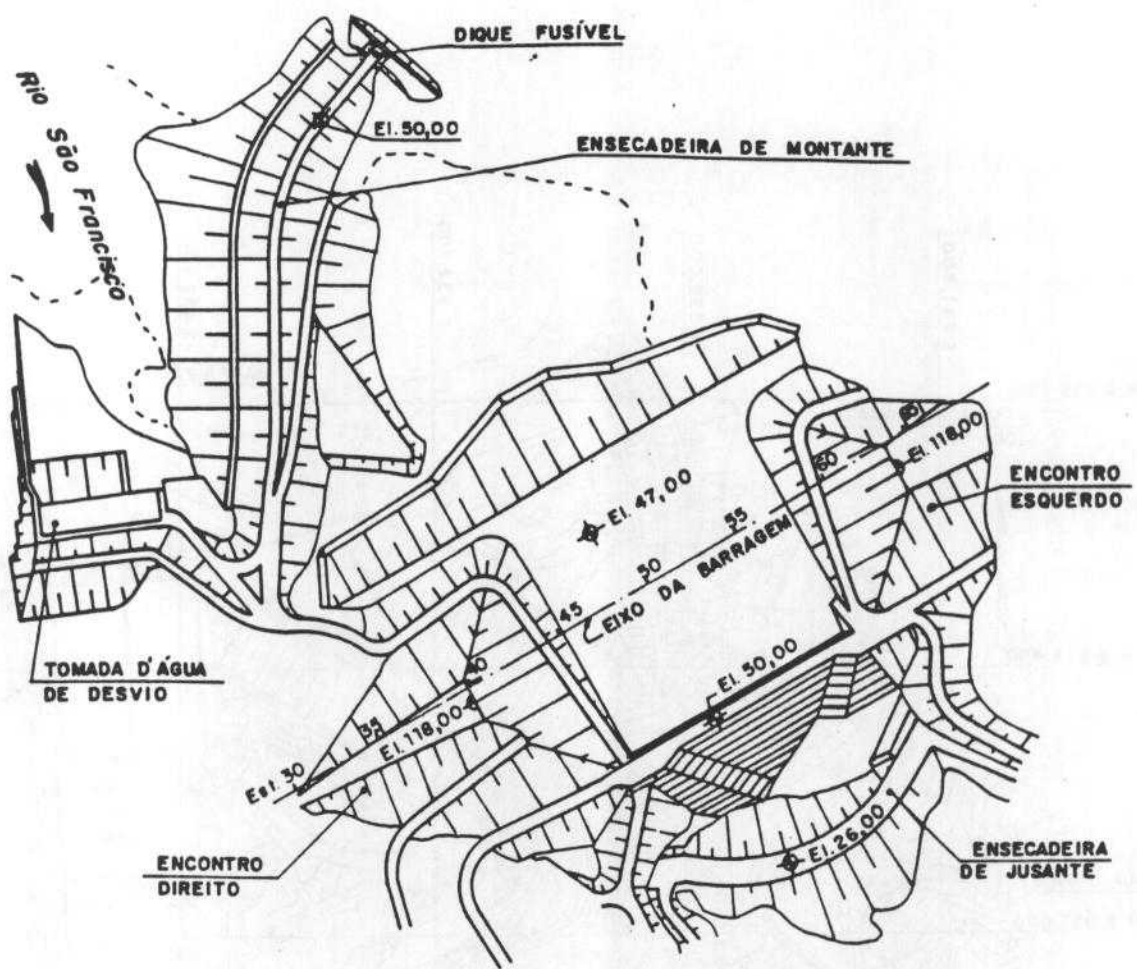 DIQUE FUSÍVEL
Rio São Francisco
El.50,00
ENSECADEIRA DE MONTANTE
65
El.118,00
60
ENCONTRO
ESQUERDO
El.47,00
55
50
EIXO DA BARRAGEM
45
TOMADA D'ÁGUA
DE DESVIO
40
El.50,00
35
El.118,00
Est.30
El.26,00
ENSECADEIRA
DE JUSANTE
ENCONTRO
DIREITO